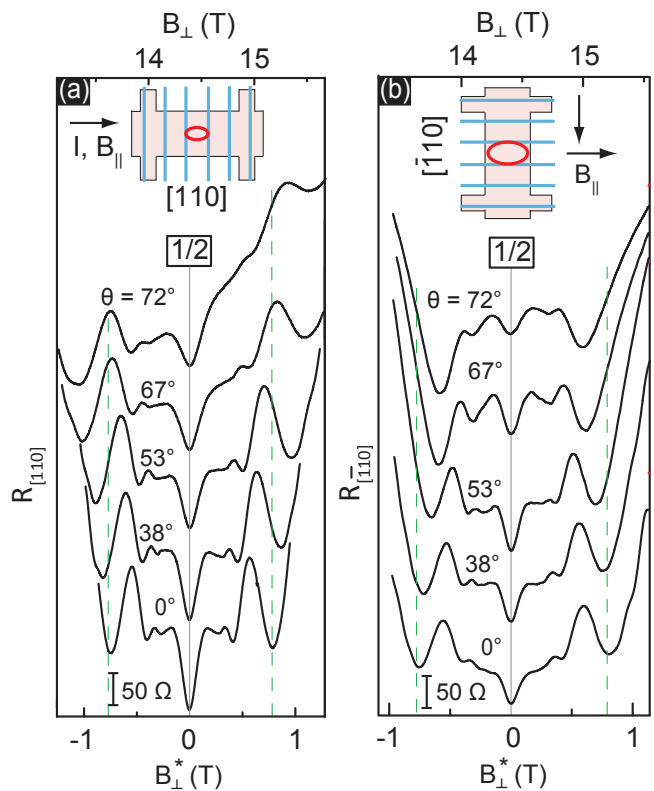 B⊥ (T)
14
15
(a)
I, B||
[110]
1/2
θ = 72°
67°
53°
38°
0°
50 Ω
R[110]
-1
0
1
B⊥* (T)
B⊥ (T)
14
15
(b)
[1̄10]
B||
1/2
θ = 72°
67°
53°
38°
0°
50 Ω
R[1̄10]
-1
0
1
B⊥* (T)